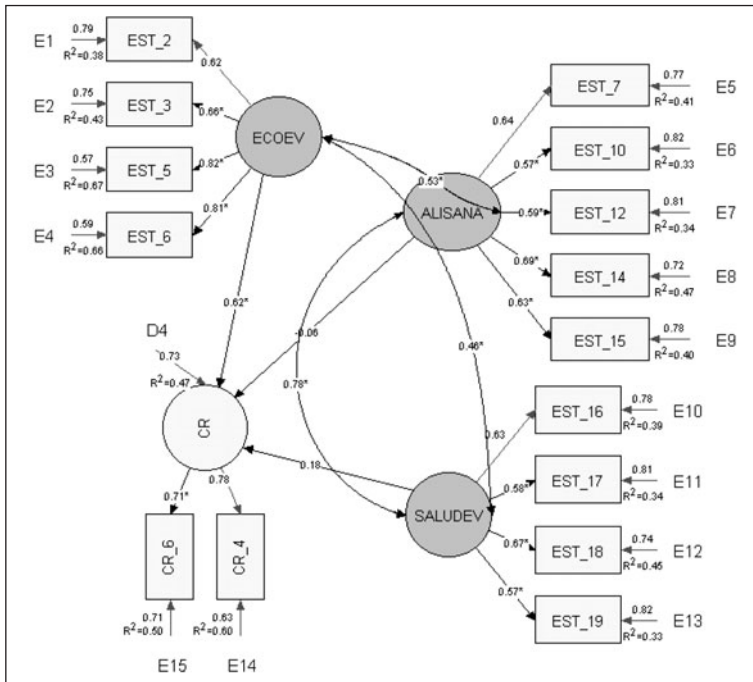 E1
0.79
R²=0.38
EST_2
0.62
E2
0.75
R²=0.43
EST_3
0.66*
E3
0.57
R²=0.67
EST_5
0.82*
E4
0.59
R²=0.66
EST_6
0.81*
ECOEV
EST_7
0.77
R²=0.41
E5
0.64
EST_10
0.82
R²=0.33
E6
0.57*
EST_12
0.81
R²=0.34
E7
0.59*
EST_14
0.72
R²=0.47
E8
0.69*
EST_15
0.78
R²=0.40
E9
0.63*
ALISANA
0.53*
0.62*
-0.06
0.78*
0.46*
0.18
D4
0.73
R²=0.47
CR
0.71*
0.78
CR_6
CR_4
0.71
R²=0.50
0.63
R²=0.60
E15
E14
SALUDEV
0.63
EST_16
0.78
R²=0.39
E10
0.58*
EST_17
0.81
R²=0.34
E11
0.67*
EST_18
0.74
R²=0.45
E12
0.57*
EST_19
0.82
R²=0.33
E13